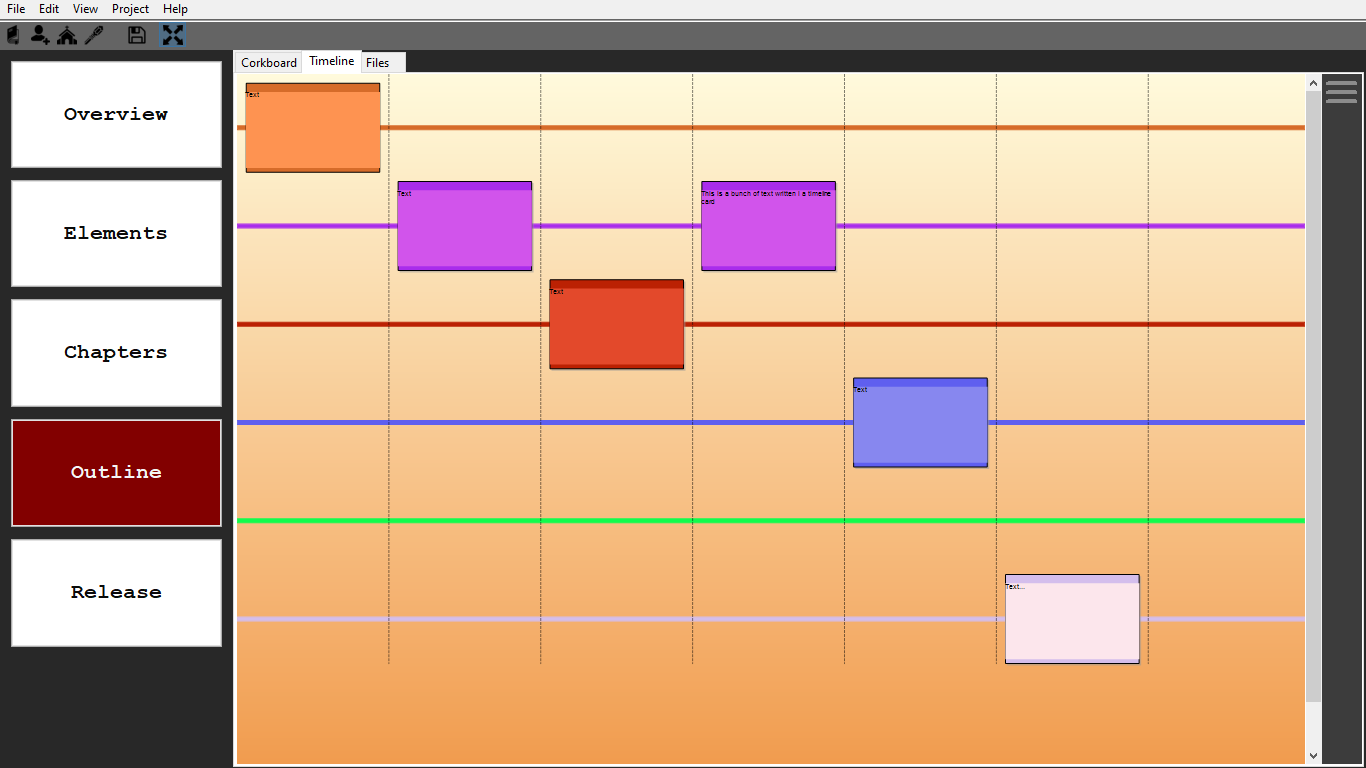 File Edit View Project Help
Corkboard Timeline Files
Overview
Elements
Chapters
Outline
Release
Text
Text
This is a bunch of text written i a timeline
card
Text
Text
Text...